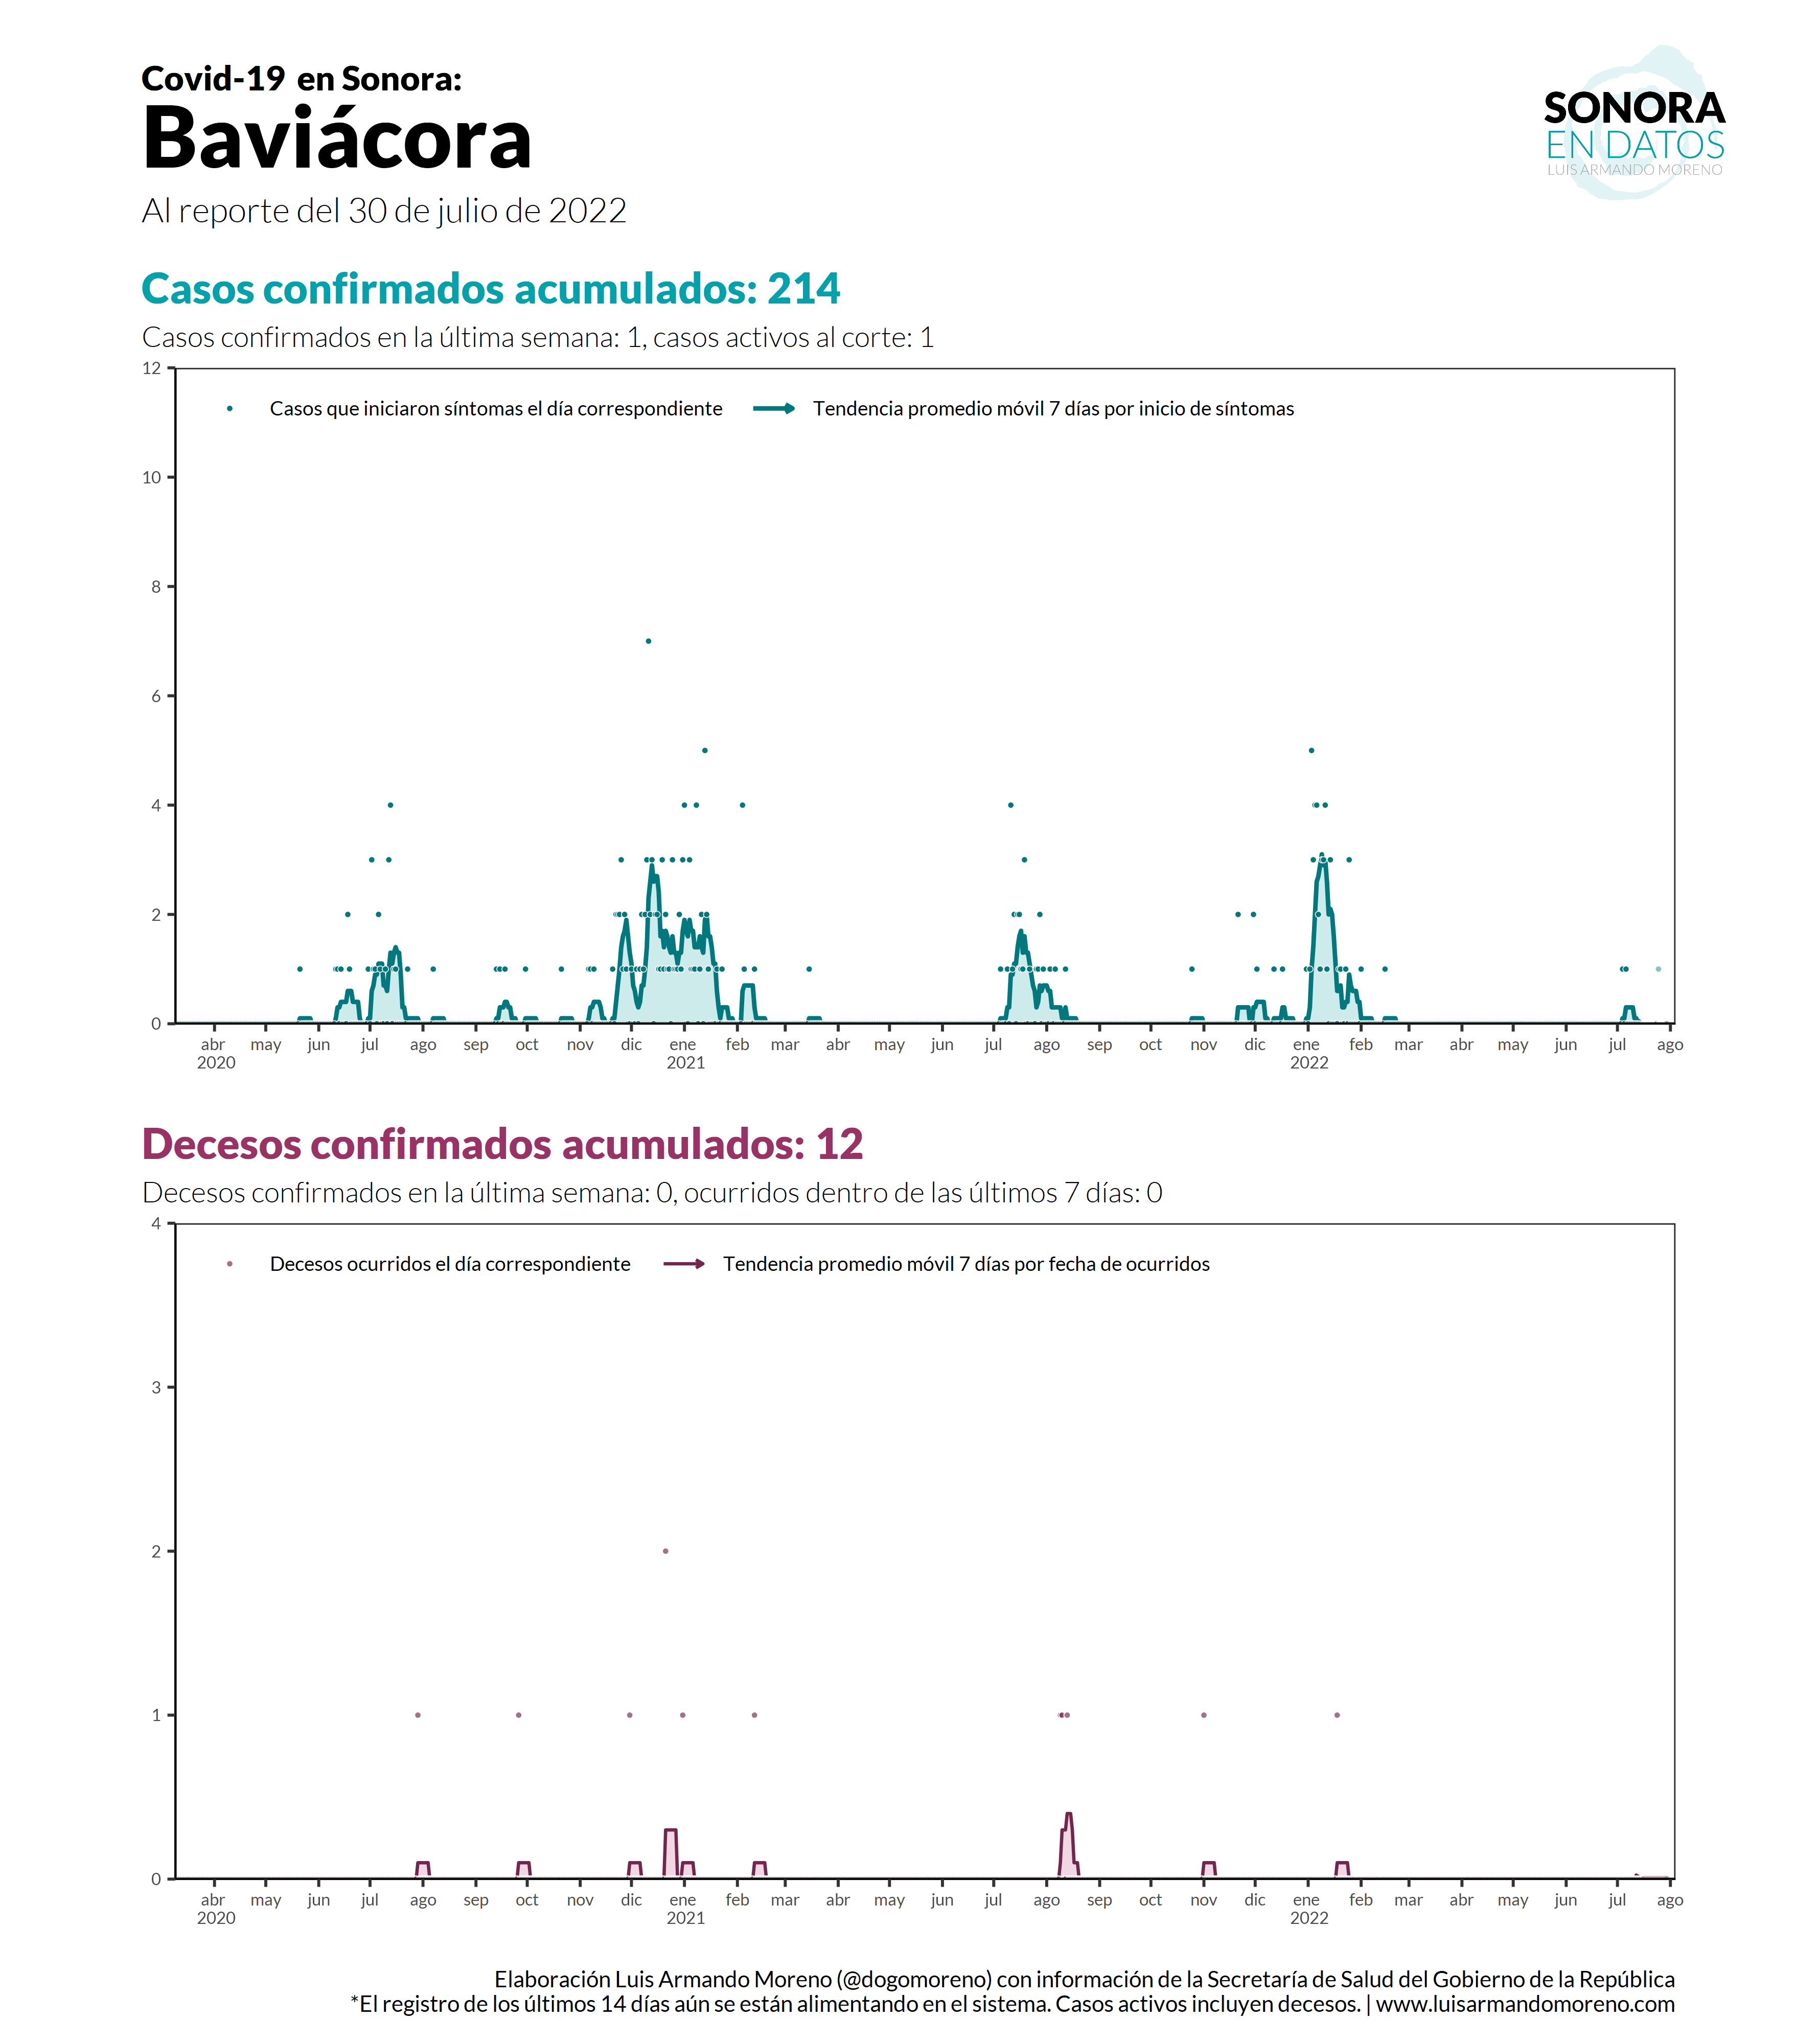 Covid-19 en Sonora:
Baviácora
Al reporte del 30 de julio de 2022
SONORA
EN DATOS
LUIS ARMANDO MORENO
Casos confirmados acumulados: 214
Casos confirmados en la última semana: 1, casos activos al corte: 1
12
Casos que iniciaron síntomas el día correspondiente Tendencia promedio móvil 7 días por inicio de síntomas
10
8
6
4
2
0
abr may jun jul ago sep oct nov dic ene feb mar abr may jun jul ago sep oct nov dic ene feb mar abr may jun jul ago
2020 2021 2022
Decesos confirmados acumulados: 12
Decesos confirmados en la última semana: 0, ocurridos dentro de las últimos 7 días: 0
4
Decesos ocurridos el día correspondiente Tendencia promedio móvil 7 días por fecha de ocurridos
3
2
1
0
abr may jun jul ago sep oct nov dic ene feb mar abr may jun jul ago sep oct nov dic ene feb mar abr may jun jul ago
2020 2021 2022
Elaboración Luis Armando Moreno (@dogomoreno) con información de la Secretaría de Salud del Gobierno de la República
*El registro de los últimos 14 días aún se están alimentando en el sistema. Casos activos incluyen decesos. | www.luisarmandomoreno.com